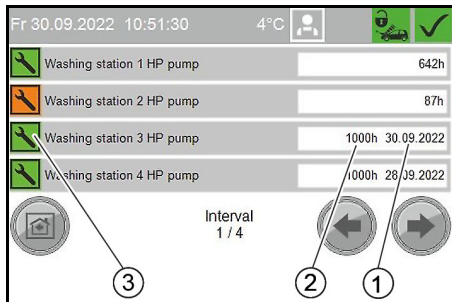 Fr 30.09.2022 10:51:30 4°C
Washing station 1 HP pump 642h
Washing station 2 HP pump 87h
Washing station 3 HP pump 1000h 30.09.2022
Washing station 4 HP pump 1000h 28.09.2022
Interval
1 / 4
3 2 1